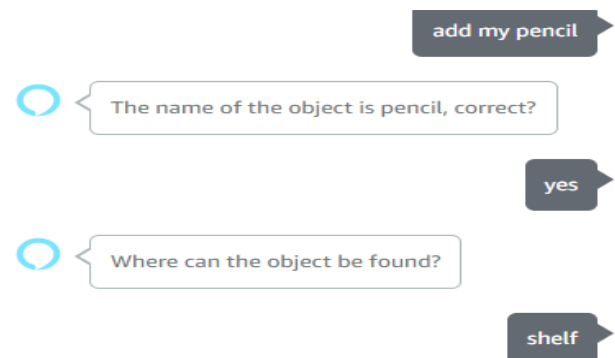 add my pencil
The name of the object is pencil, correct?
yes
Where can the object be found?
shelf